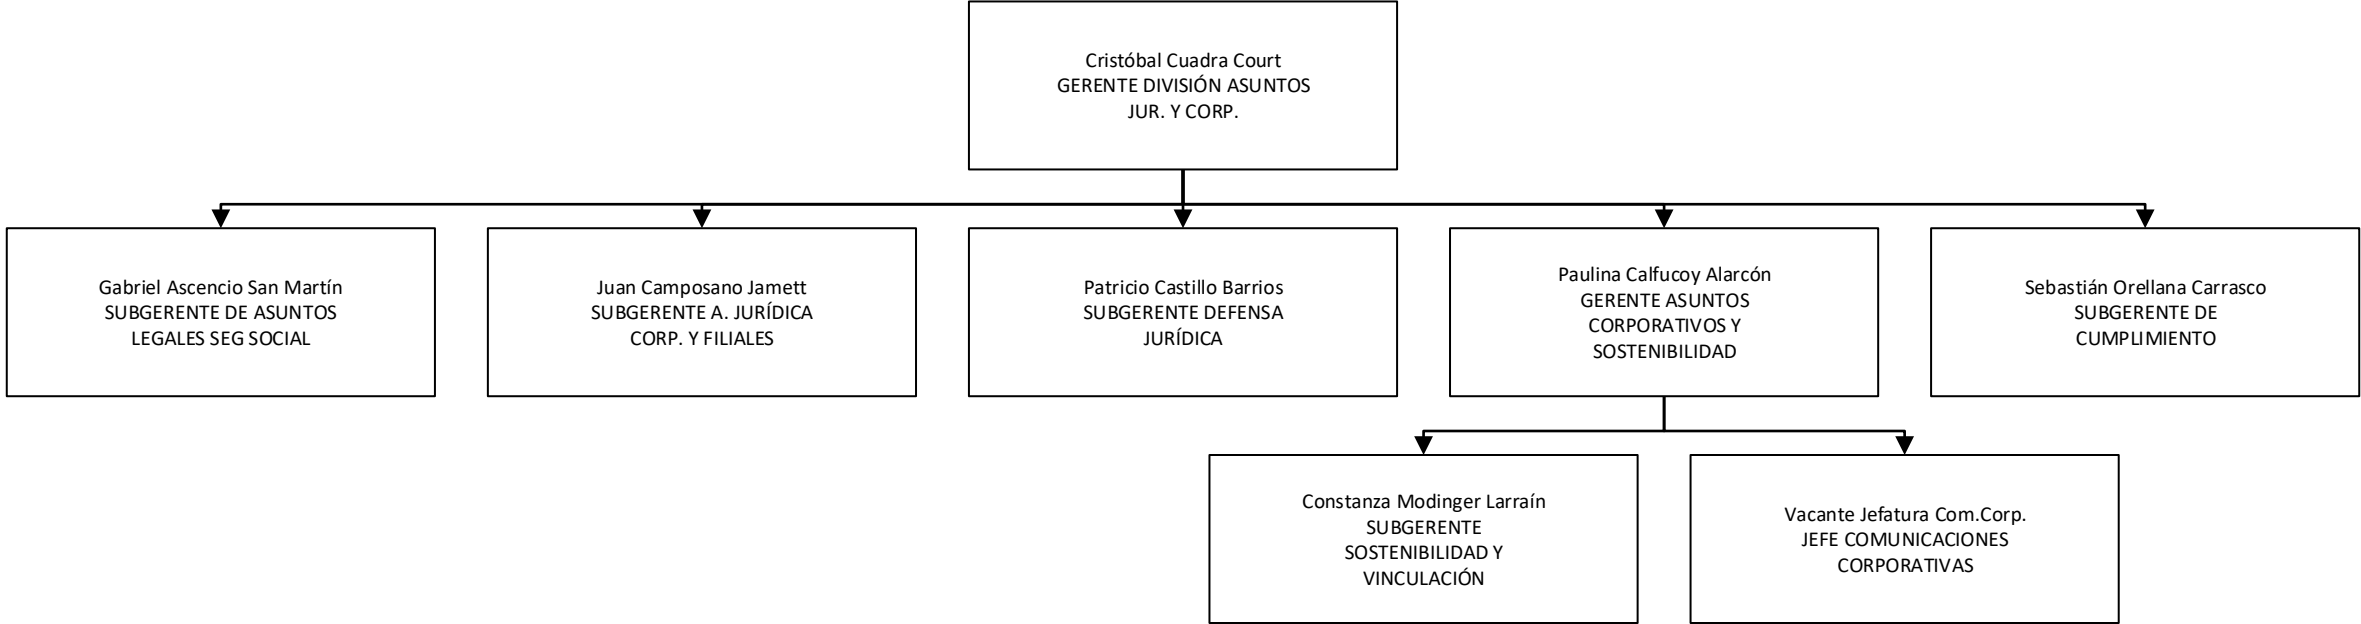 Cristóbal Cuadra Court
GERENTE DIVISIÓN ASUNTOS
JUR. Y CORP.
Gabriel Ascencio San Martín
SUBGERENTE DE ASUNTOS
LEGALES SEG SOCIAL
Juan Camposano Jamett
SUBGERENTE A. JURÍDICA
CORP. Y FILIALES
Patricio Castillo Barrios
SUBGERENTE DEFENSA
JURÍDICA
Paulina Calfucoy Alarcón
GERENTE ASUNTOS
CORPORATIVOS Y
SOSTENIBILIDAD
Sebastián Orellana Carrasco
SUBGERENTE DE
CUMPLIMIENTO
Constanza Modinger Larraín
SUBGERENTE
SOSTENIBILIDAD Y
VINCULACIÓN
Vacante Jefatura Com.Corp.
JEFE COMUNICACIONES
CORPORATIVAS